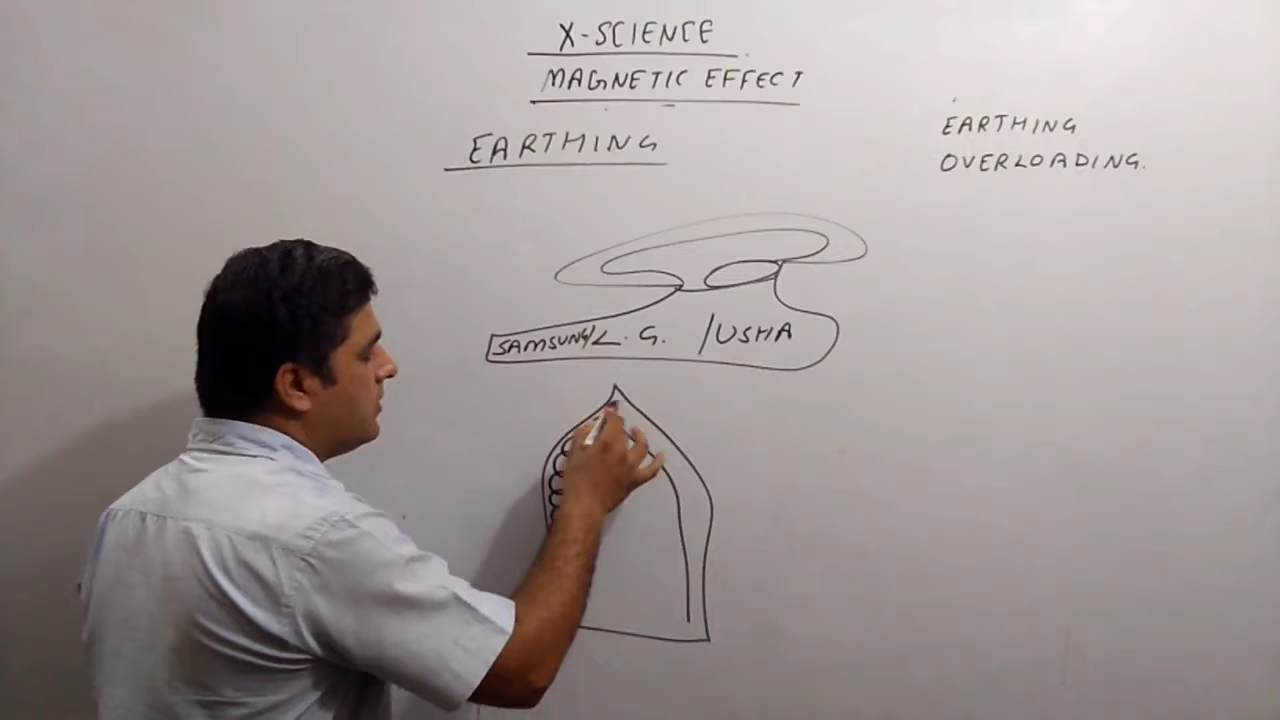 X-SCIENCE
MAGNETIC EFFECT
EARTHING
EARTHING
OVERLOADING.
SAMSUNG/L.G. /USHA